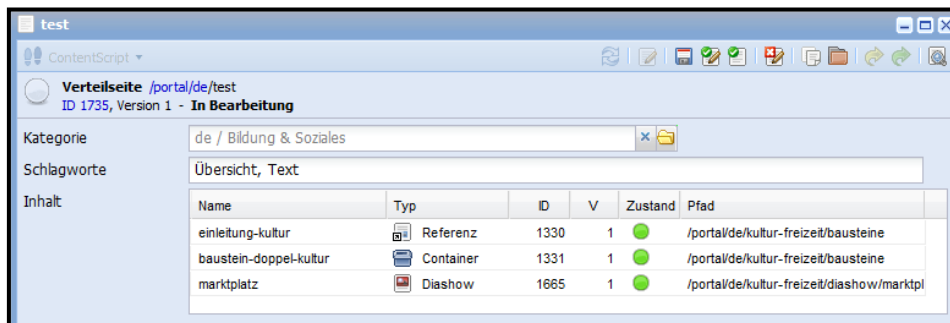 test
ContentScript
Verteilseite /portal/de/test
ID 1735, Version 1 - In Bearbeitung
Kategorie de / Bildung & Soziales
Schlagworte Übersicht, Text
Inhalt
Name Typ ID V Zustand Pfad
einleitung-kultur Referenz 1330 1 /portal/de/kultur-freizeit/bausteine
baustein-doppel-kultur Container 1331 1 /portal/de/kultur-freizeit/bausteine
marktplatz Diashow 1665 1 /portal/de/kultur-freizeit/diashow/marktpl